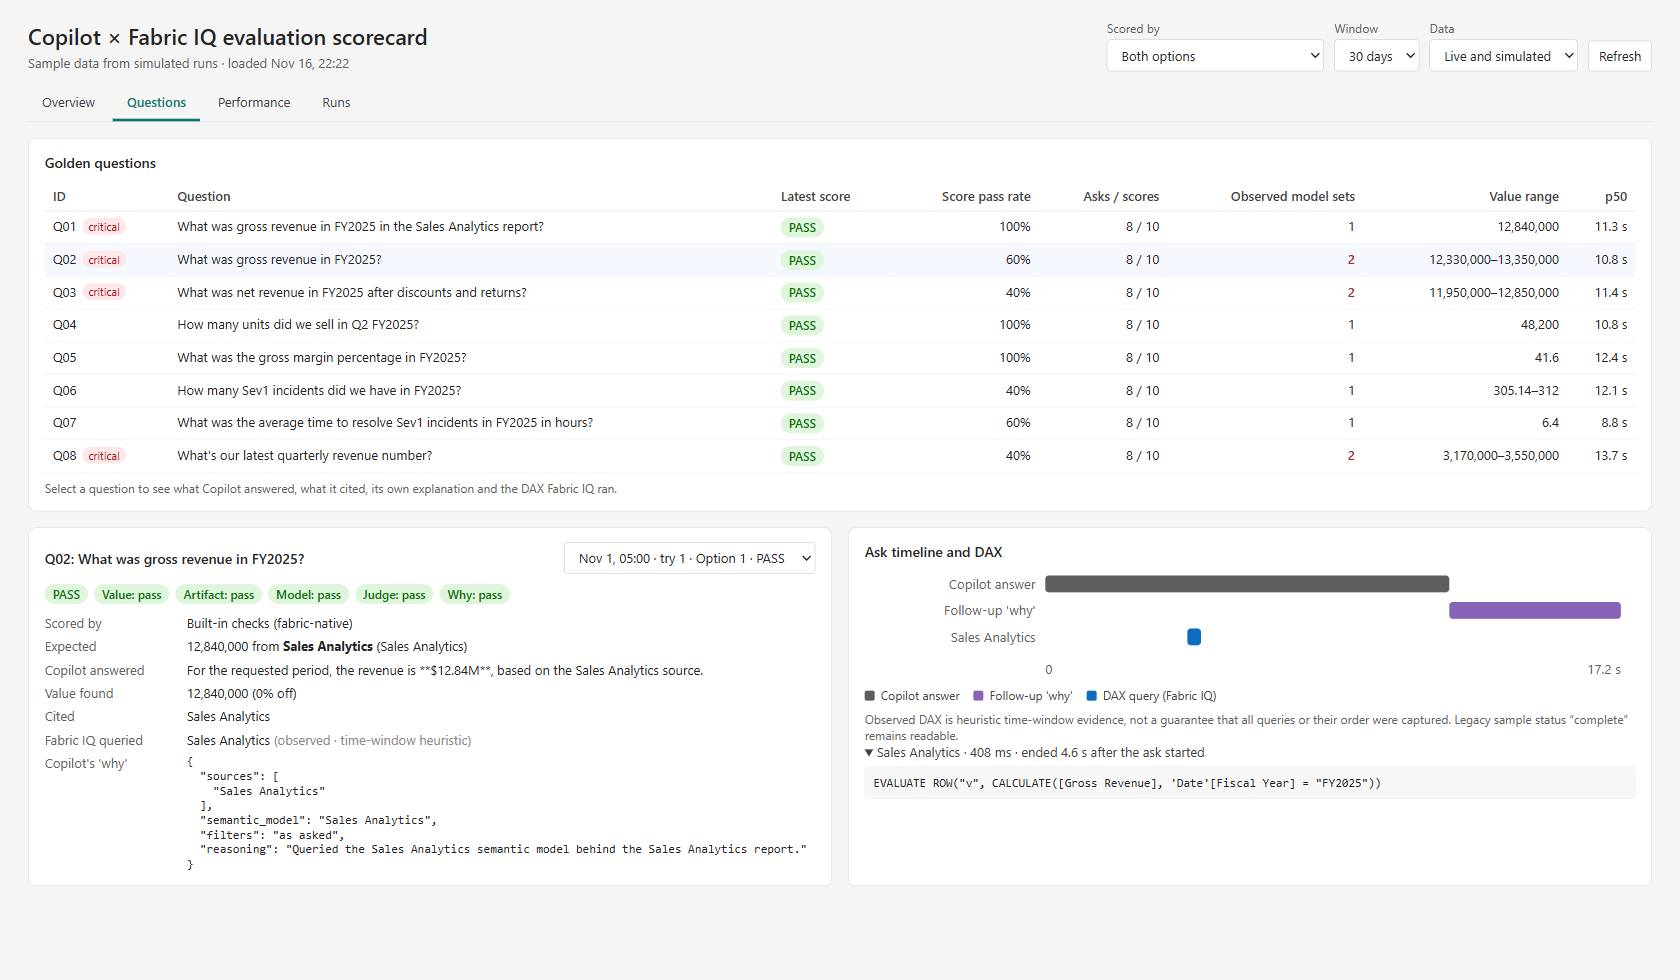 Copilot × Fabric IQ evaluation scorecard
Sample data from simulated runs · loaded Nov 16, 22:22
Scored by
Both options
Window
30 days
Data
Live and simulated
Refresh
Overview Questions Performance Runs
Golden questions
ID Question Latest score Score pass rate Asks / scores Observed model sets Value range p50
Q01 critical What was gross revenue in FY2025 in the Sales Analytics report? PASS 100% 8 / 10 1 12,840,000 11.3 s
Q02 critical What was gross revenue in FY2025? PASS 60% 8 / 10 2 12,330,000–13,350,000 10.8 s
Q03 critical What was net revenue in FY2025 after discounts and returns? PASS 40% 8 / 10 2 11,950,000–12,850,000 11.4 s
Q04 How many units did we sell in Q2 FY2025? PASS 100% 8 / 10 1 48,200 10.8 s
Q05 What was the gross margin percentage in FY2025? PASS 100% 8 / 10 1 41.6 12.4 s
Q06 How many Sev1 incidents did we have in FY2025? PASS 40% 8 / 10 1 305.14–312 12.1 s
Q07 What was the average time to resolve Sev1 incidents in FY2025 in hours? PASS 60% 8 / 10 1 6.4 8.8 s
Q08 critical What's our latest quarterly revenue number? PASS 40% 8 / 10 2 3,170,000–3,550,000 13.7 s
Select a question to see what Copilot answered, what it cited, its own explanation and the DAX Fabric IQ ran.
Q02: What was gross revenue in FY2025?
Nov 1, 05:00 · try 1 · Option 1 · PASS
PASS Value: pass Artifact: pass Model: pass Judge: pass Why: pass
Scored by Built-in checks (fabric-native)
Expected 12,840,000 from Sales Analytics (Sales Analytics)
Copilot answered For the requested period, the revenue is **$12.84M**, based on the Sales Analytics source.
Value found 12,840,000 (0% off)
Cited Sales Analytics
Fabric IQ queried Sales Analytics (observed · time-window heuristic)
Copilot's 'why' {
"sources": [
"Sales Analytics"
],
"semantic_model": "Sales Analytics",
"filters": "as asked",
"reasoning": "Queried the Sales Analytics semantic model behind the Sales Analytics report."
}
Ask timeline and DAX
Copilot answer
Follow-up 'why'
Sales Analytics
0 17.2 s
Copilot answer Follow-up 'why' DAX query (Fabric IQ)
Observed DAX is heuristic time-window evidence, not a guarantee that all queries or their order were captured. Legacy sample status “complete”
remains readable.
▼ Sales Analytics · 408 ms · ended 4.6 s after the ask started
EVALUATE ROW("v", CALCULATE([Gross Revenue], 'Date'[Fiscal Year] = "FY2025"))